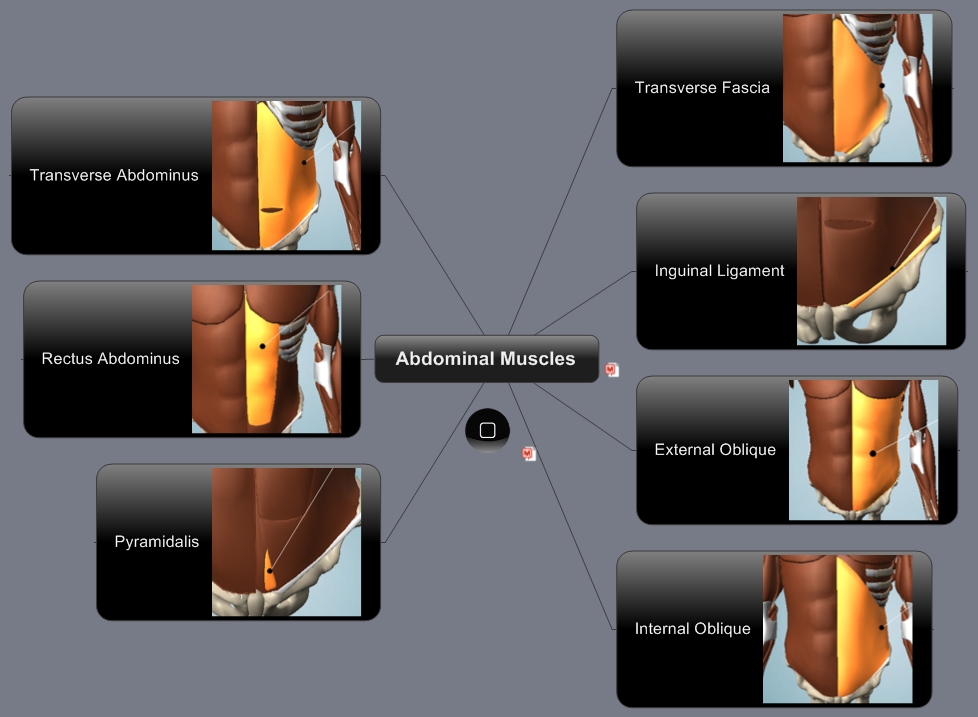 Abdominal Muscles
Transverse Fascia
Inguinal Ligament
External Oblique
Internal Oblique
Transverse Abdominus
Rectus Abdominus
Pyramidalis